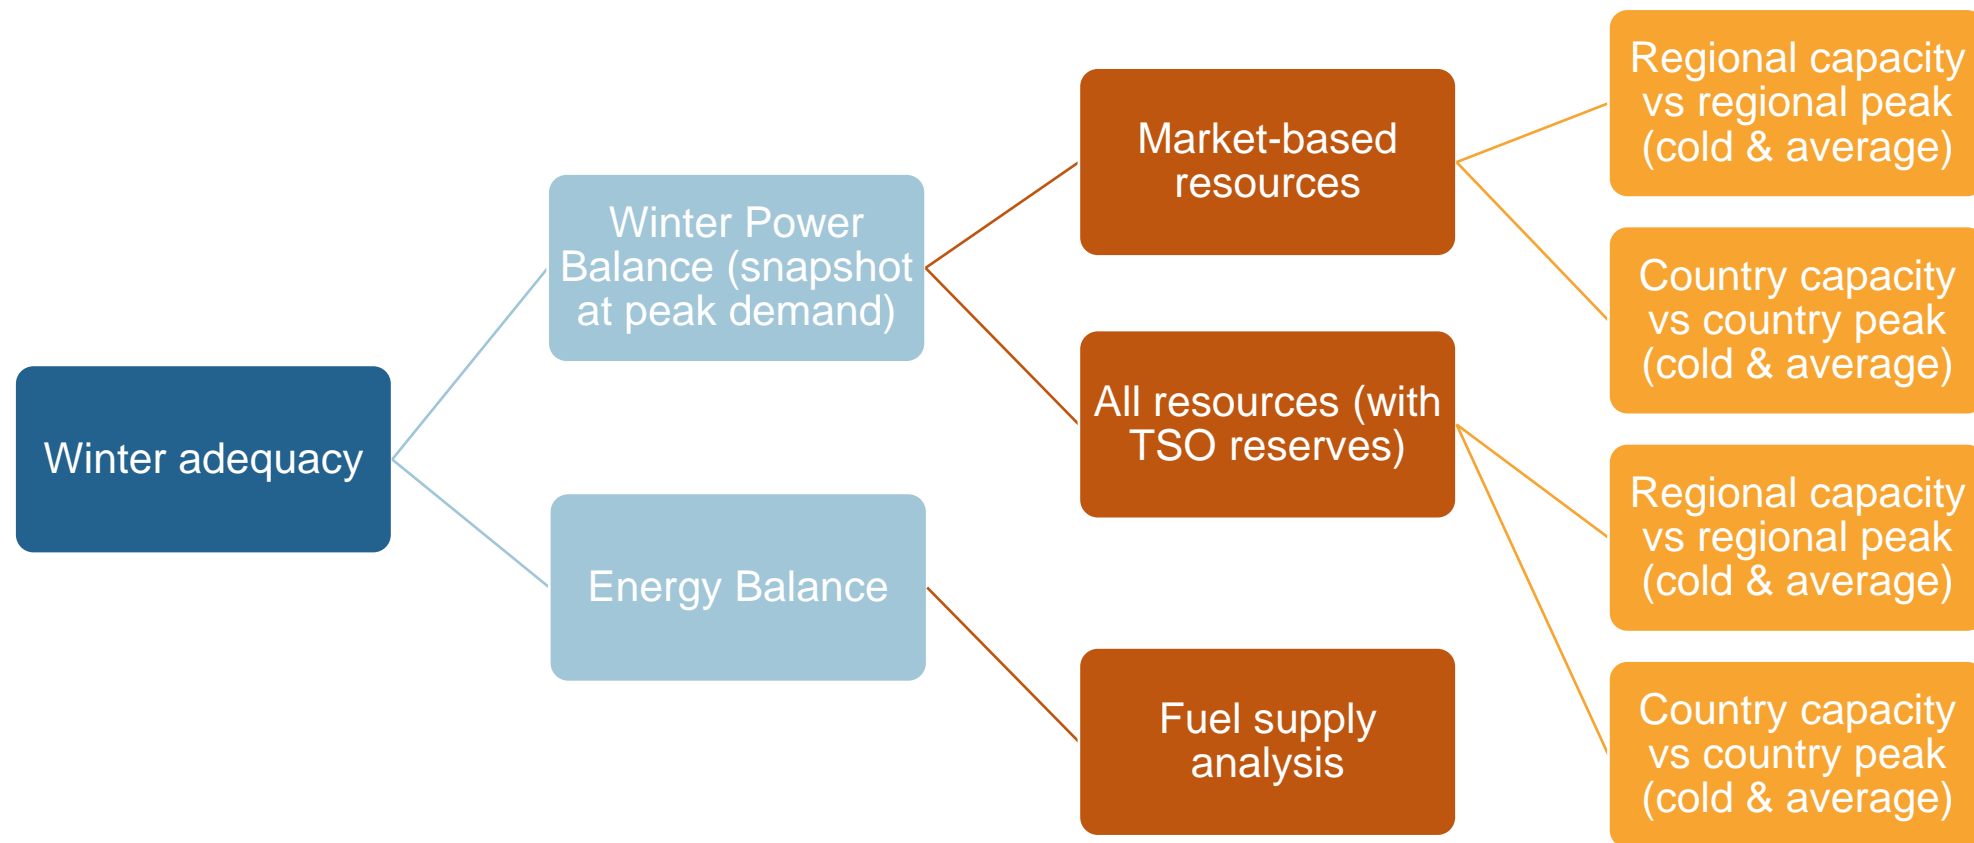 Winter adequacy
Winter Power
Balance (snapshot
at peak demand)
Energy Balance
Market-based
resources
All resources (with
TSO reserves)
Fuel supply
analysis
Regional capacity
vs regional peak
(cold & average)
Country capacity
vs country peak
(cold & average)
Regional capacity
vs regional peak
(cold & average)
Country capacity
vs country peak
(cold & average)